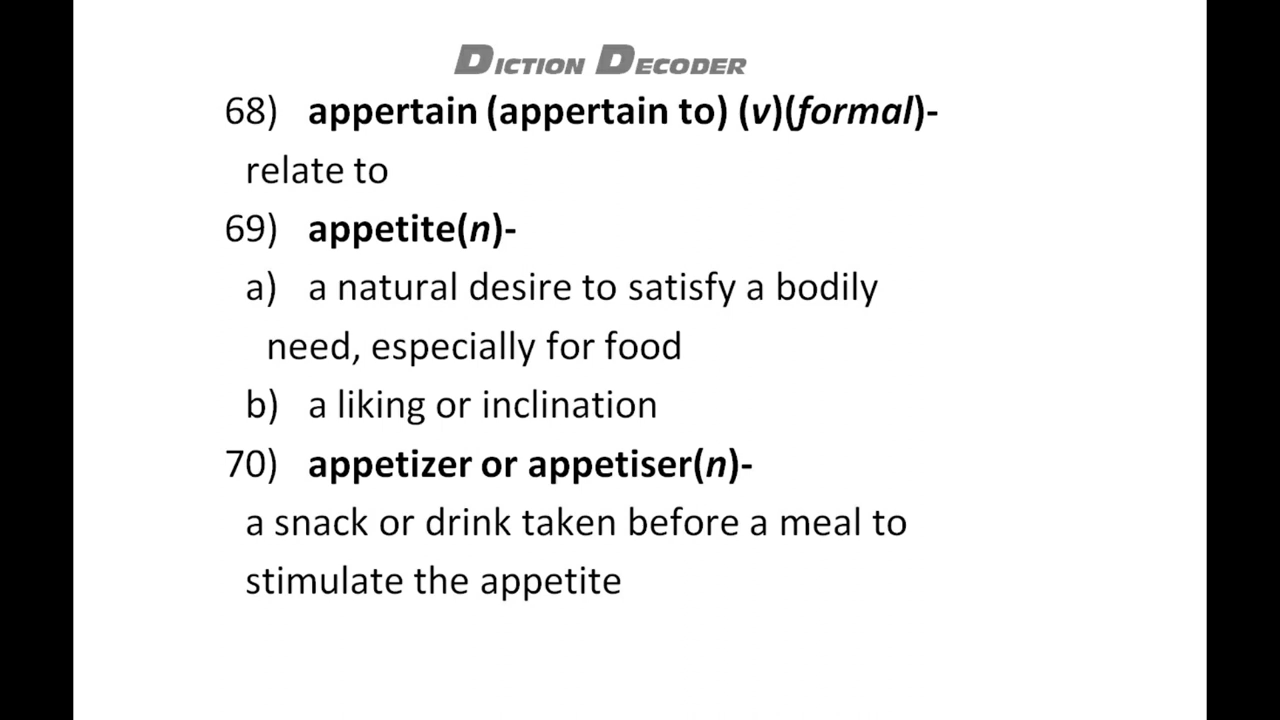 DICTION DECODER
68) appertain (appertain to) (v)(formal)-
relate to
69) appetite(n)-
a) a natural desire to satisfy a bodily
need, especially for food
b) a liking or inclination
70) appetizer or appetiser(n)-
a snack or drink taken before a meal to
stimulate the appetite